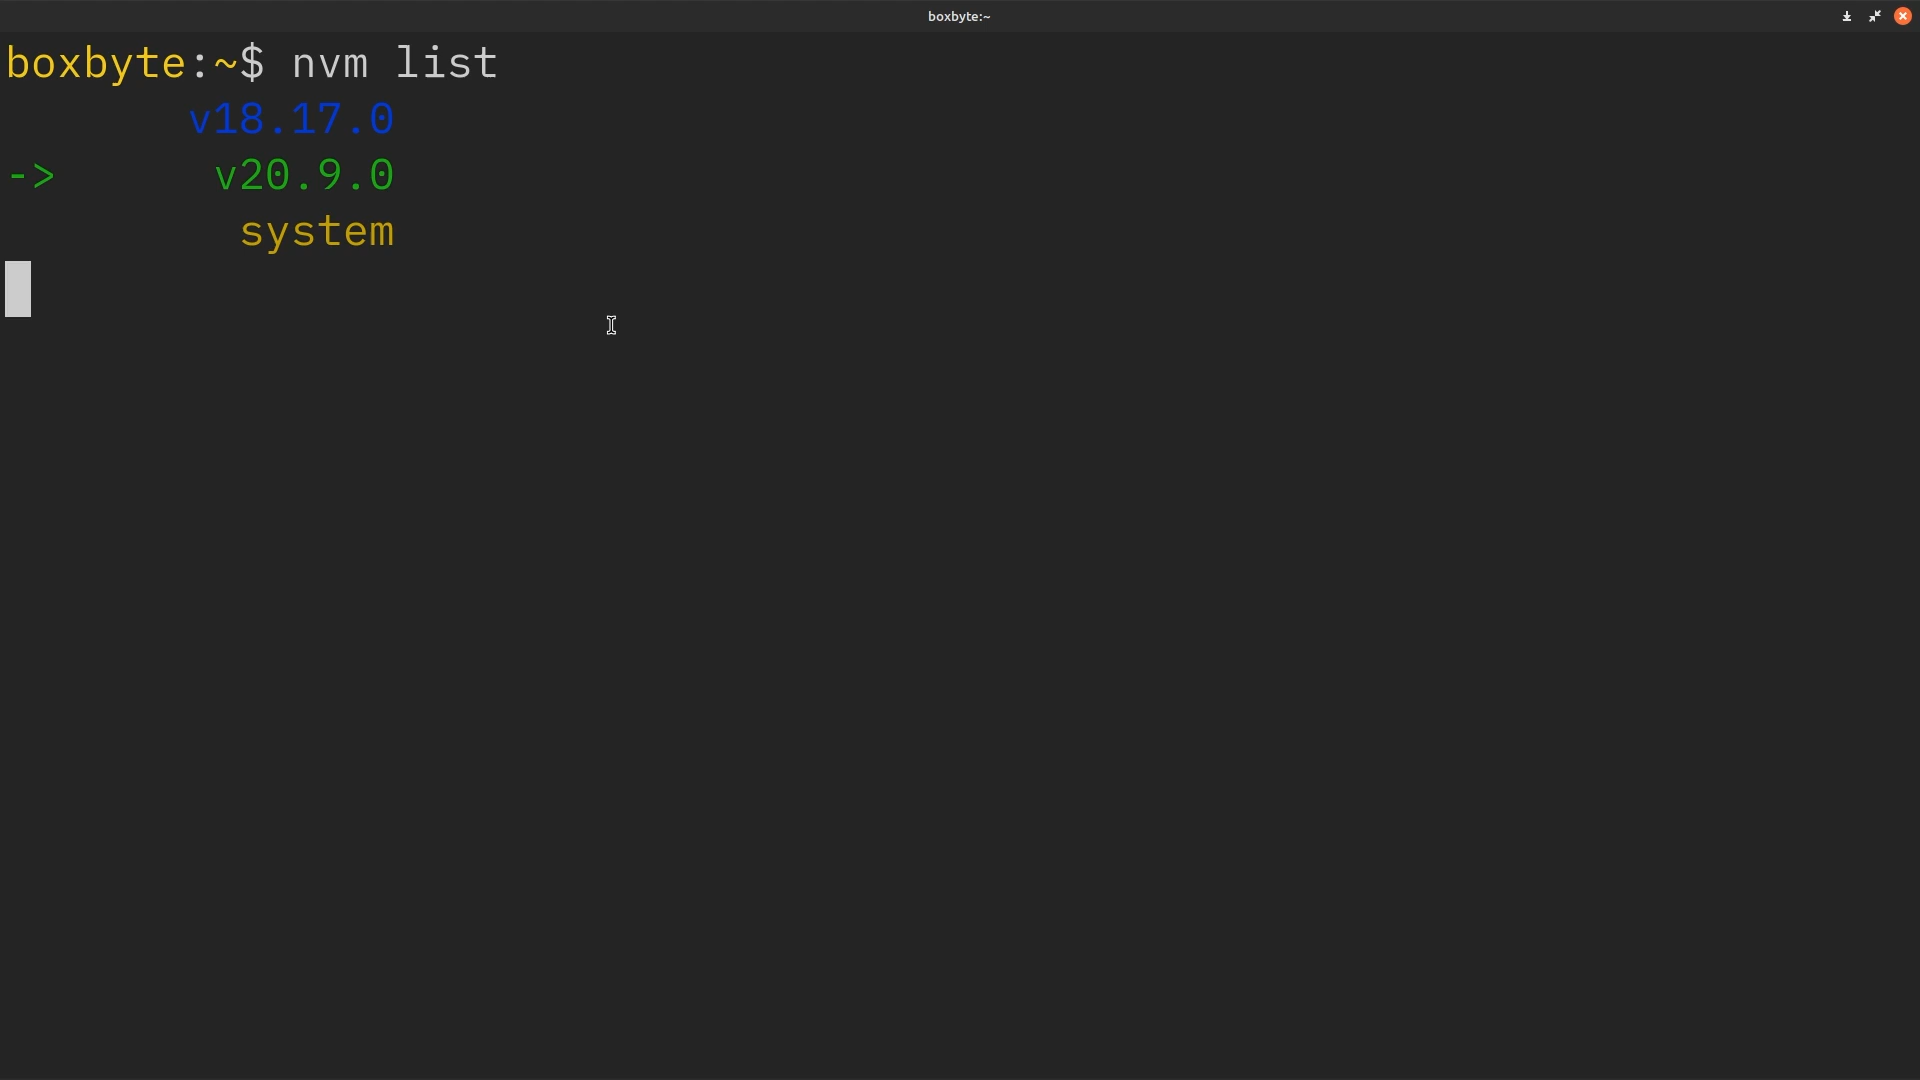 boxbyte:~
boxbyte:~$ nvm list
v18.17.0
->       v20.9.0
system